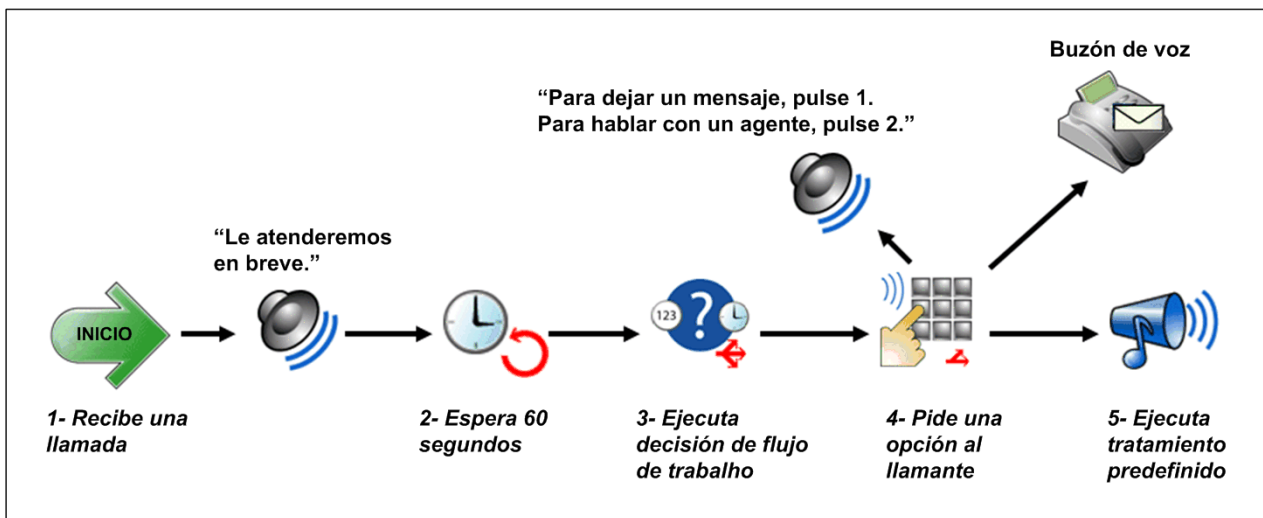 Buzón de voz
“Para dejar un mensaje, pulse 1.
Para hablar con un agente, pulse 2.”
“Le atenderemos
en breve.”
INICIO
123
?
1- Recibe una
llamada
2- Espera 60
segundos
3- Ejecuta
decisión de flujo
de trabalho
4- Pide una
opción al
llamante
5- Ejecuta
tratamiento
predefinido